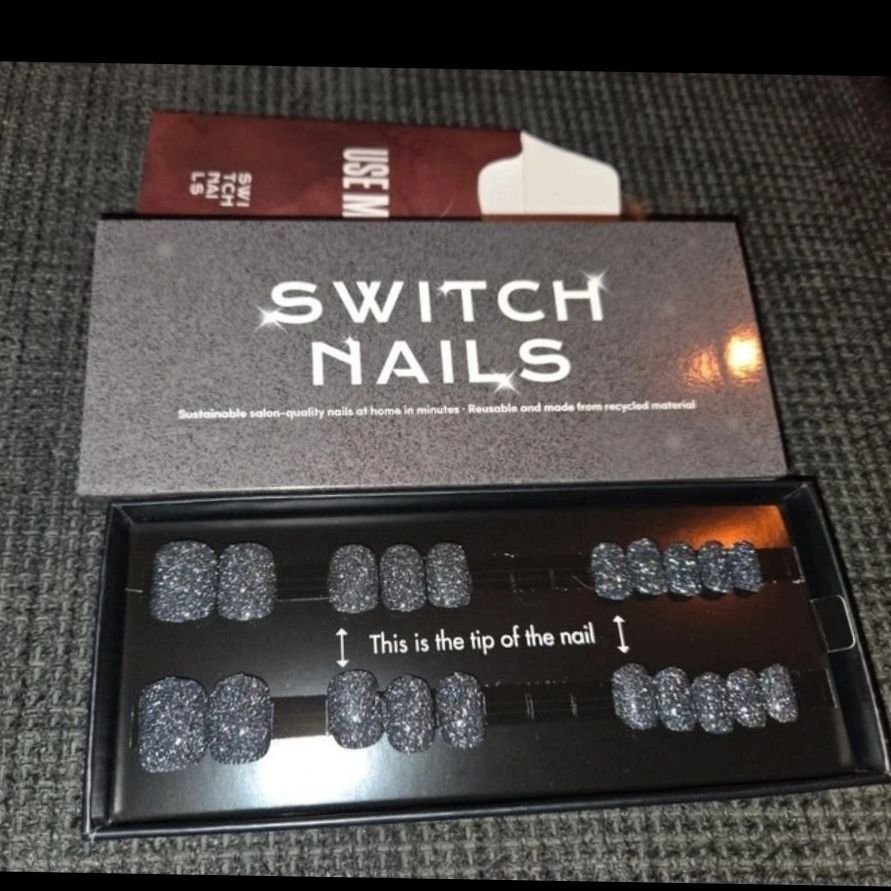 SWI
TCH
NAI
LS
USE M
SWITCH
NAILS
Sustainable salon-quality nails at home in minutes · Reusable and made from recycled material
This is the tip of the nail